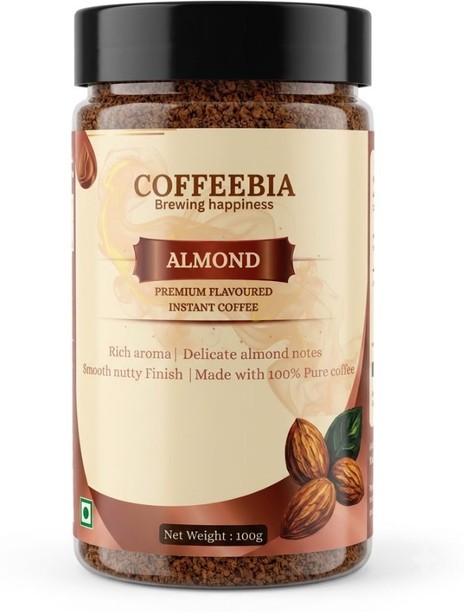 COFFEEBIA
Brewing happiness
ALMOND
PREMIUM FLAVOURED
INSTANT COFFEE
Rich aroma| Delicate almond notes
Smooth nutty Finish |Made with 100% Pure coffee
Net Weight : 100g